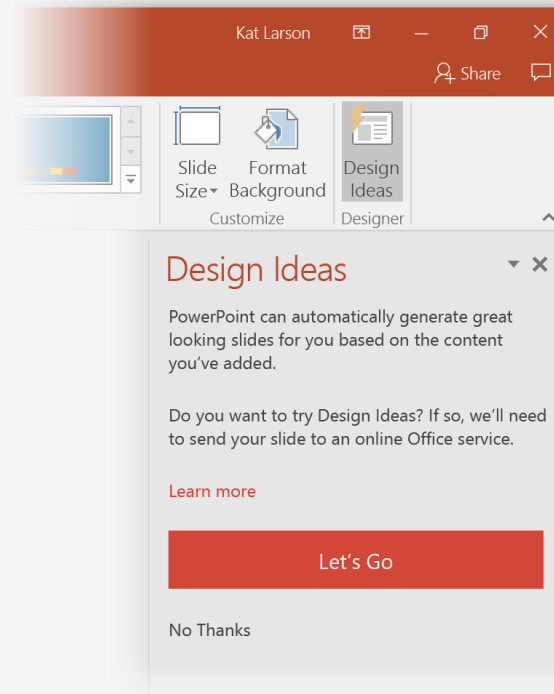 Kat Larson
Share
Slide Format Design
Size Background Ideas
Customize Designer
Design Ideas
PowerPoint can automatically generate great
looking slides for you based on the content
you've added.
Do you want to try Design Ideas? If so, we'll need
to send your slide to an online Office service.
Learn more
Let's Go
No Thanks